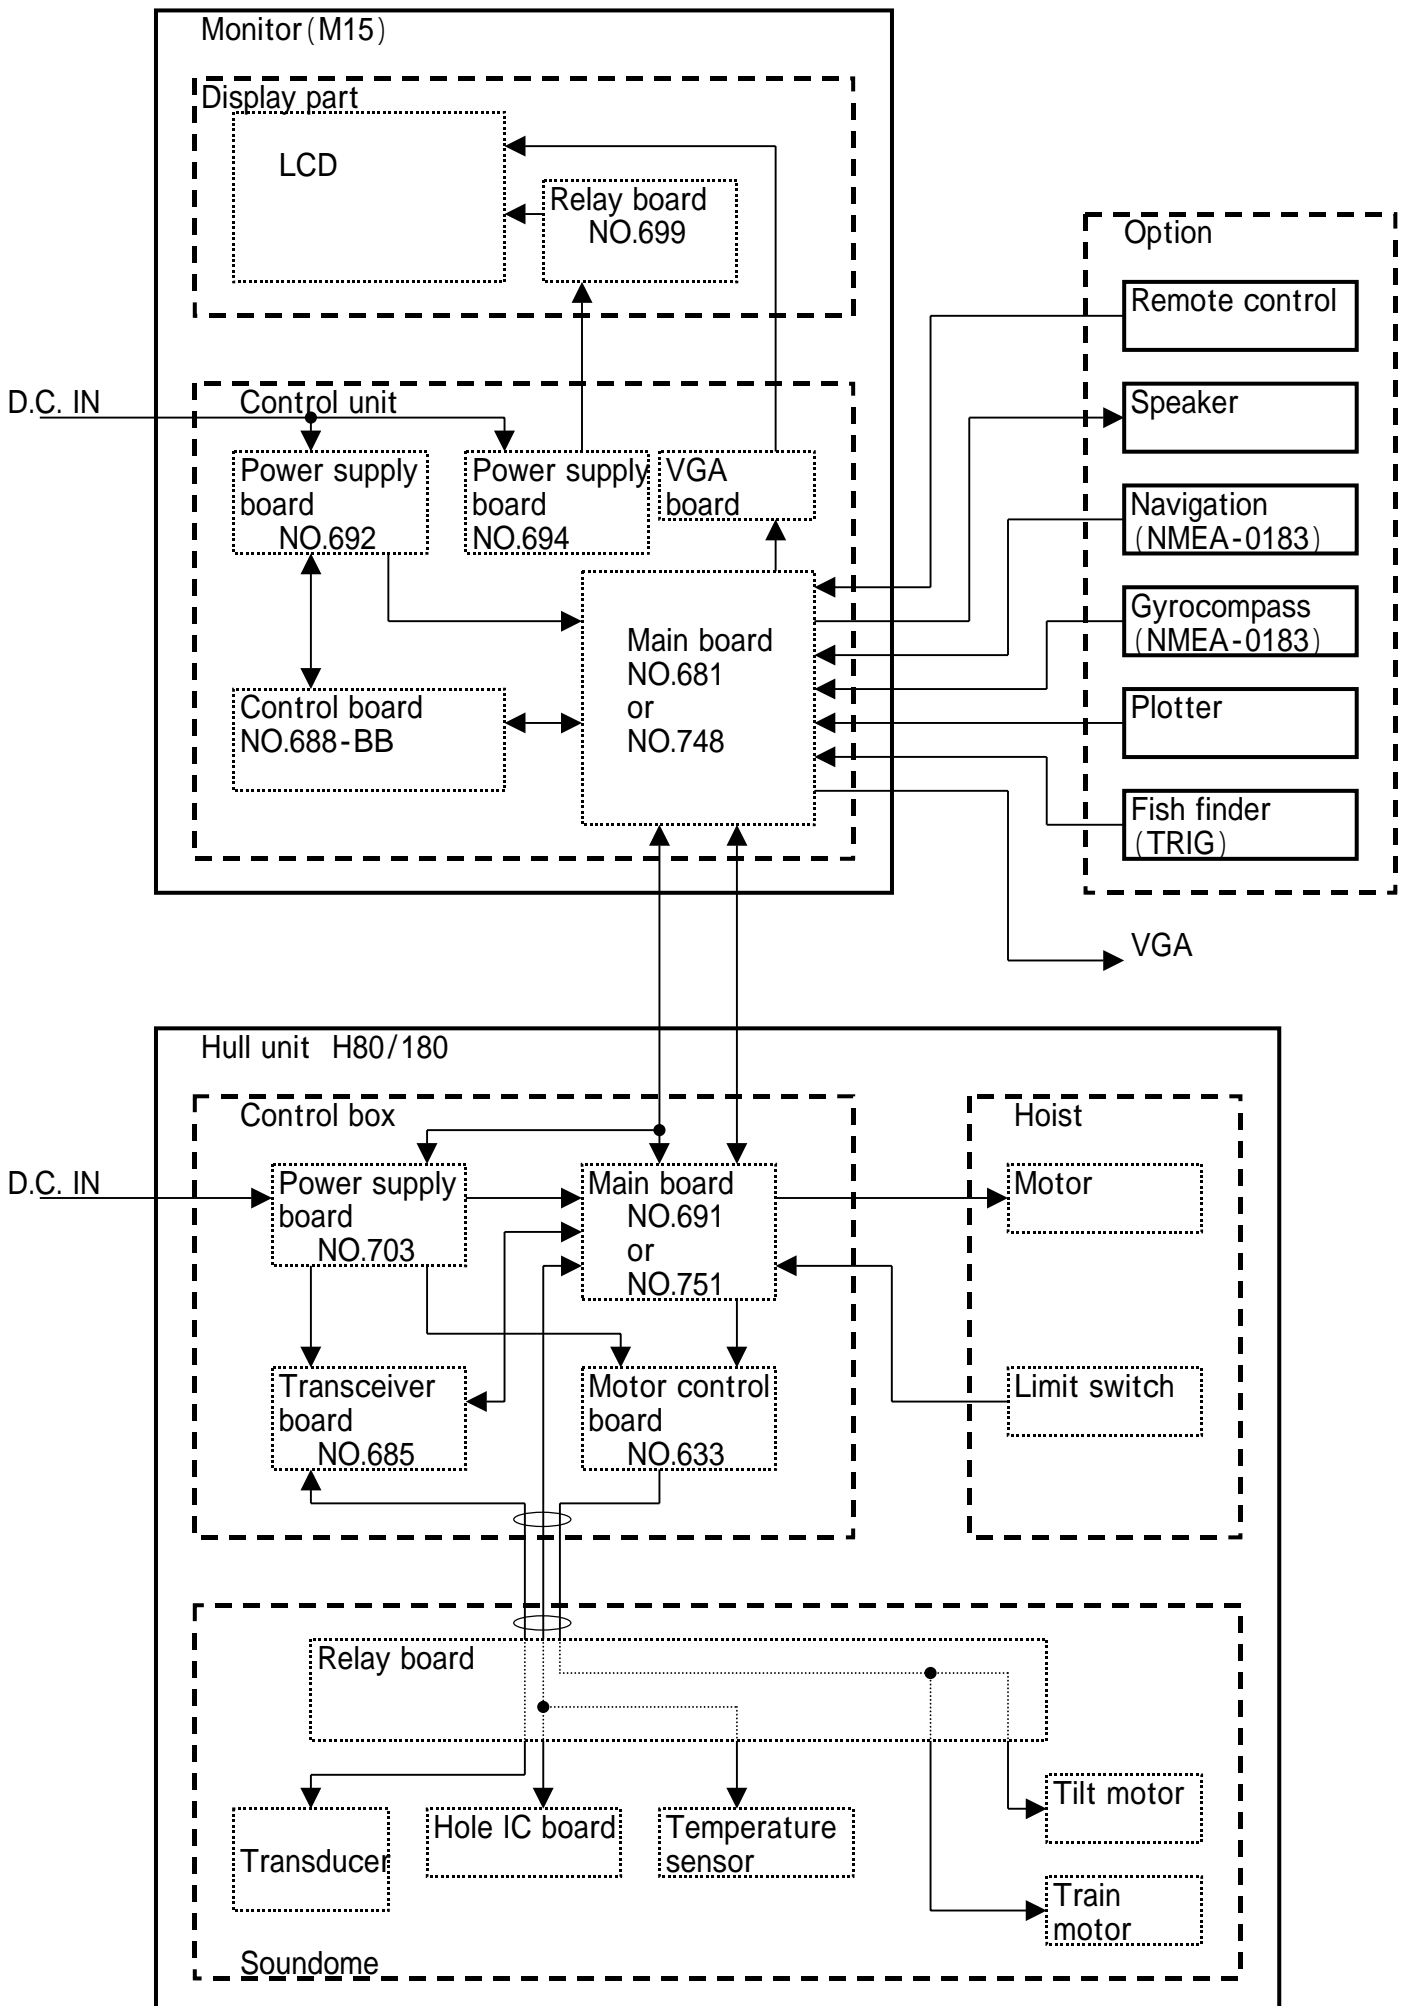 Monitor(M15)
Display part
LCD
Relay board
NO.699
Option
Remote control
Speaker
Navigation
(NMEA-0183)
Gyrocompass
(NMEA-0183)
Plotter
Fish finder
(TRIG)
D.C. IN
Control unit
Power supply
board
NO.692
Power supply
board
NO.694
VGA
board
Main board
NO.681
or
NO.748
Control board
NO.688-BB
VGA
Hull unit H80/180
Control box
Hoist
D.C. IN
Power supply
board
NO.703
Main board
NO.691
or
NO.751
Motor
Transceiver
board
NO.685
Motor control
board
NO.633
Limit switch
Relay board
Transducer
Hole IC board
Temperature
sensor
Tilt motor
Train
motor
Soundome